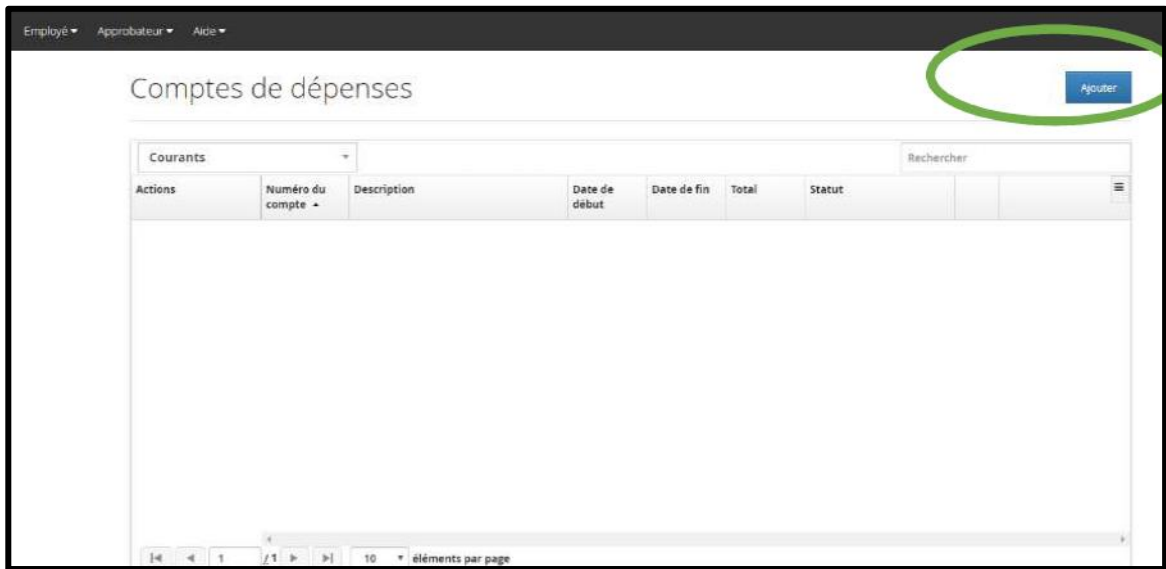 Employé Approbateur Aide
Comptes de dépenses
Ajouter
Courants
Rechercher
Actions Numéro du compte Description Date de début Date de fin Total Statut
1 / 1 10 éléments par page